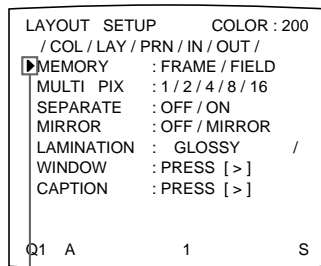 LAYOUT SETUP COLOR : 200
/ COL / LAY / PRN / IN / OUT /
MEMORY : FRAME / FIELD
MULTI PIX : 1 / 2 / 4 / 8 / 16
SEPARATE : OFF / ON
MIRROR : OFF / MIRROR
LAMINATION : GLOSSY /
WINDOW : PRESS [ > ]
CAPTION : PRESS [ > ]
Q1 A 1 S